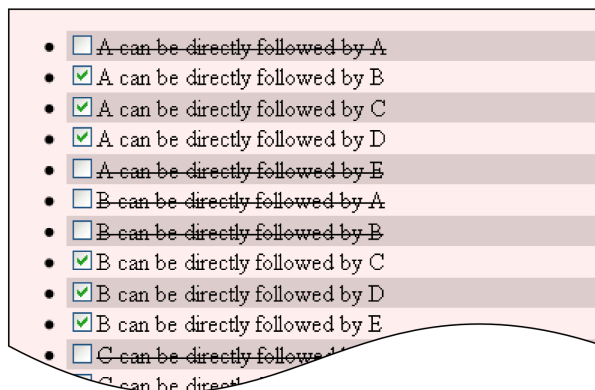 A can be directly followed by A
A can be directly followed by B
A can be directly followed by C
A can be directly followed by D
A can be directly followed by E
B can be directly followed by A
B can be directly followed by B
B can be directly followed by C
B can be directly followed by D
B can be directly followed by E
C can be directly
C can be